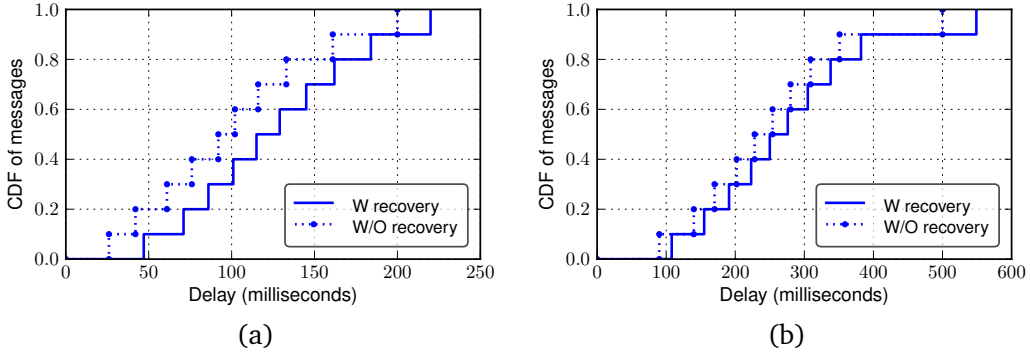 1.0
0.8
0.6
0.4
0.2
0.0
CDF of messages
0 50 100 150 200 250
Delay (milliseconds)
W recovery
W/O recovery
(a)
1.0
0.8
0.6
0.4
0.2
0.0
CDF of messages
0 100 200 300 400 500 600
Delay (milliseconds)
W recovery
W/O recovery
(b)